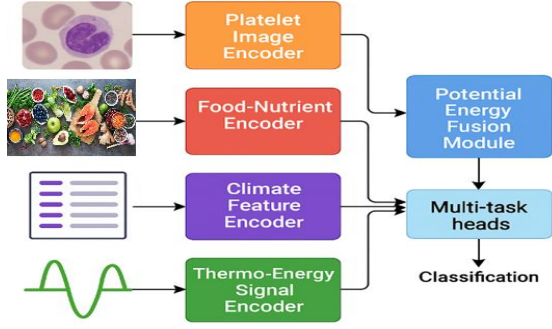 Platelet
Image
Encoder
Food-Nutrient
Encoder
Climate
Feature
Encoder
Thermo-Energy
Signal
Encoder
Potential
Energy
Fusion
Module
Multi-task
heads
Classification